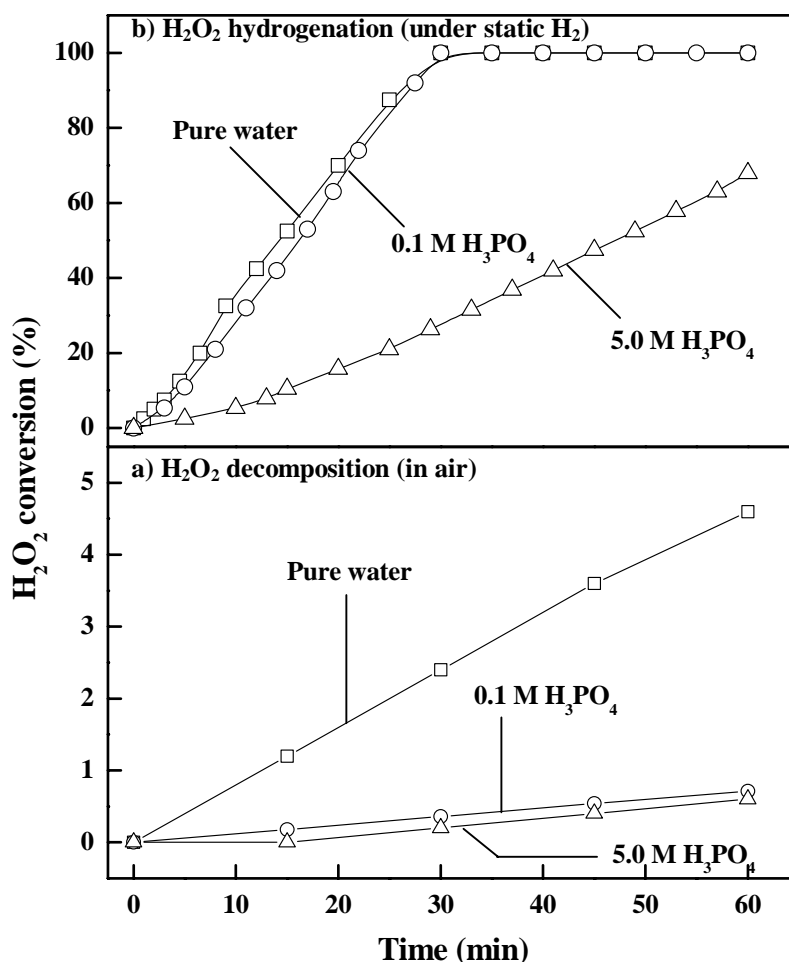 b) H₂O₂ hydrogenation (under static H₂)
100
80
60
40
20
0
Pure water
0.1 M H₃PO₄
5.0 M H₃PO₄
H₂O₂ conversion (%)
a) H₂O₂ decomposition (in air)
5
4
3
2
1
0
Pure water
0.1 M H₃PO₄
5.0 M H₃PO₄
0 10 20 30 40 50 60
Time (min)